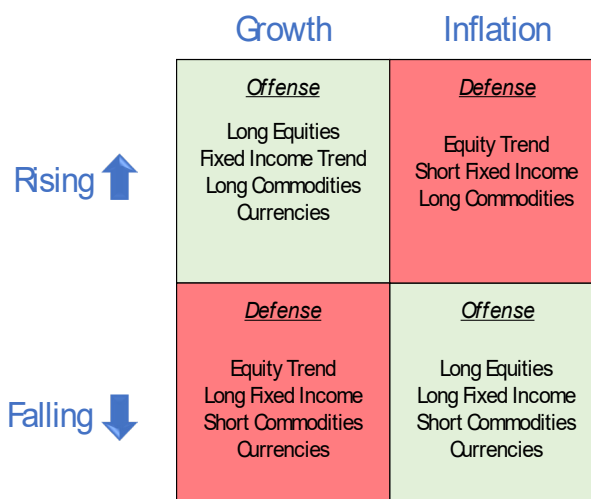 Growth
Inflation
Rising
Offense
Long Equities
Fixed Income Trend
Long Commodities
Currencies
Defense
Equity Trend
Short Fixed Income
Long Commodities
Falling
Defense
Equity Trend
Long Fixed Income
Short Commodities
Currencies
Offense
Long Equities
Long Fixed Income
Short Commodities
Currencies